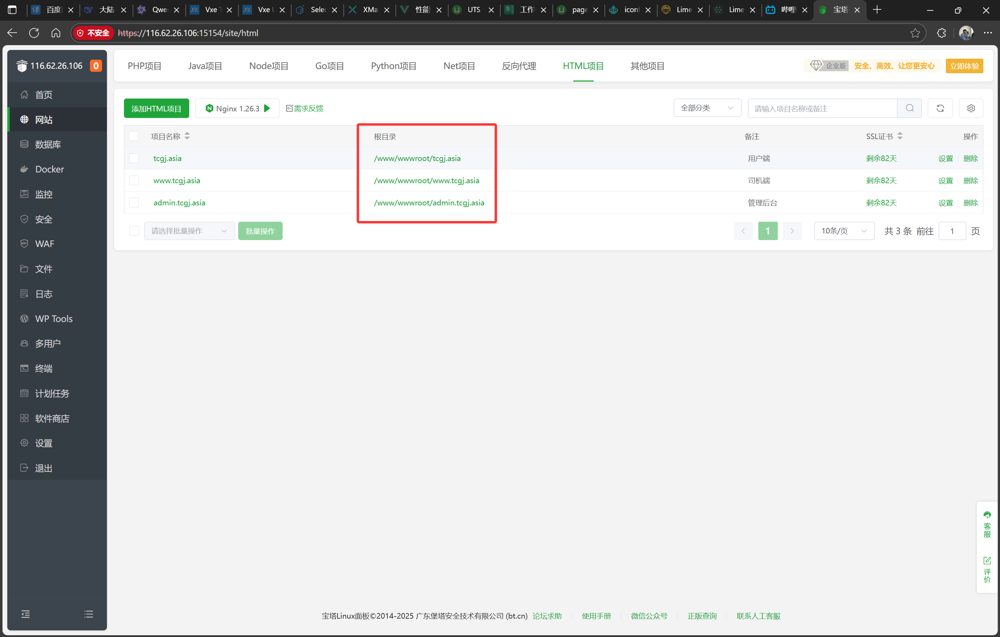 百度 大陆 Qwe Vxe T Vxe U Selec XMa 性能 UTS 工作 page iconf Lime Lime 哔哩 宝塔
不安全 https://116.62.26.106:15154/site/html
116.62.26.106 0
首页
网站
数据库
Docker
监控
安全
WAF
文件
日志
WP Tools
多用户
终端
计划任务
软件商店
设置
退出
PHP项目 Java项目 Node项目 Go项目 Python项目 Net项目 反向代理 HTML项目 其他项目 企业版 安全、高效、让您更安心 立即体验
添加HTML项目 Nginx 1.26.3 需求反馈 全部分类 请输入项目名称或备注
项目名称 根目录 备注 SSL证书 操作
tcgj.asia /www/wwwroot/tcgj.asia 用户端 剩余82天 设置 删除
www.tcgj.asia /www/wwwroot/www.tcgj.asia 司机端 剩余82天 设置 删除
admin.tcgj.asia /www/wwwroot/admin.tcgj.asia 管理后台 剩余82天 设置 删除
请选择批量操作 批量操作 1 10条/页 共 3 条 前往 1 页
客服
评价
宝塔Linux面板©2014-2025 广东堡塔安全技术有限公司 (bt.cn) 论坛求助 使用手册 微信公众号 正版查询 联系人工客服